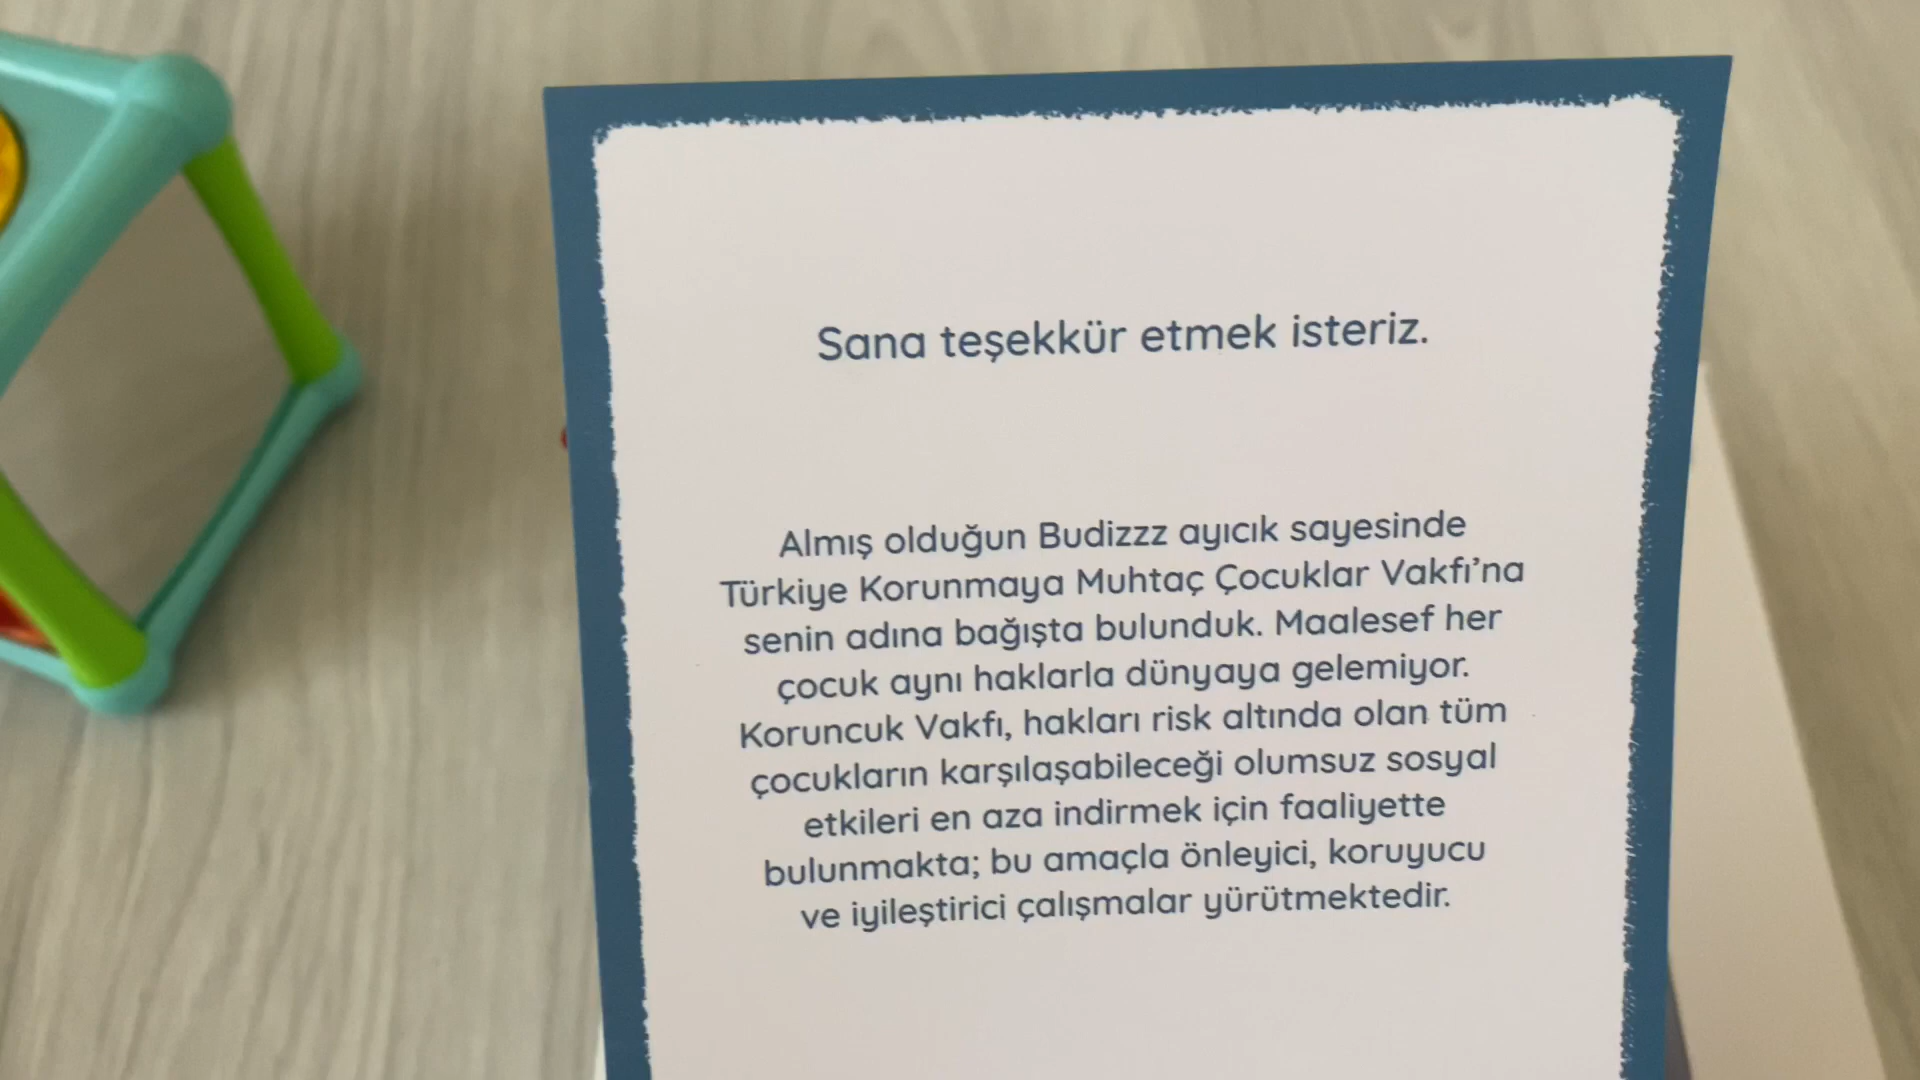 Sana teşekkür etmek isteriz.
Almış olduğun Budizzz ayıcık sayesinde
Türkiye Korunmaya Muhtaç Çocuklar Vakfı’na
senin adına bağışta bulunduk. Maalesef her
çocuk aynı haklarla dünyaya gelemiyor.
Koruncuk Vakfı, hakları risk altında olan tüm
çocukların karşılaşabileceği olumsuz sosyal
etkileri en aza indirmek için faaliyette
bulunmakta; bu amaçla önleyici, koruyucu
ve iyileştirici çalışmalar yürütmektedir.